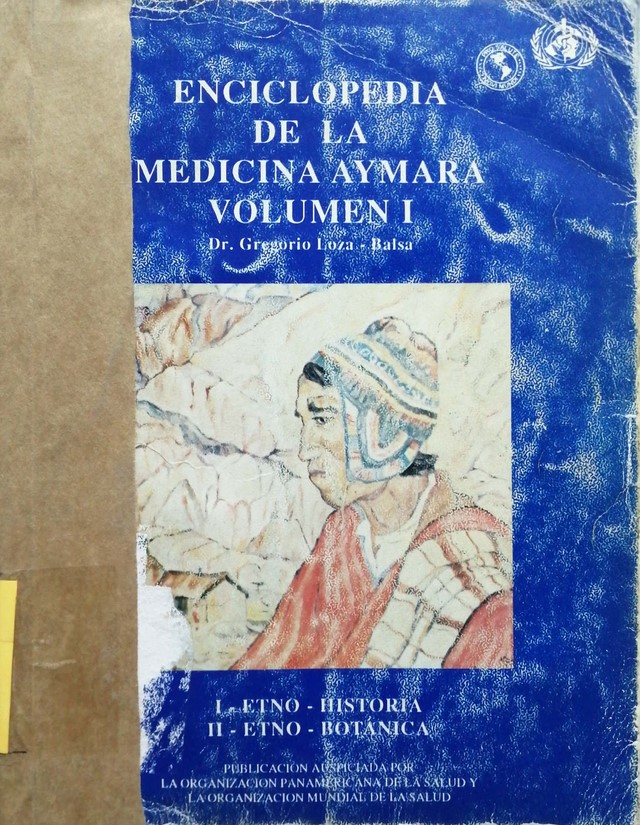 ENCICLOPEDIA
DE LA
MEDICINA AYMARA
VOLUMEN I
Dr. Gregorio Loza - Balsa
I - ETNO - HISTORIA
II - ETNO - BOTANICA
PUBLICACION AUSPICIADA POR
LA ORGANIZACION PANAMERICANA DE LA SALUD Y
LA ORGANIZACION MUNDIAL DE LA SALUD